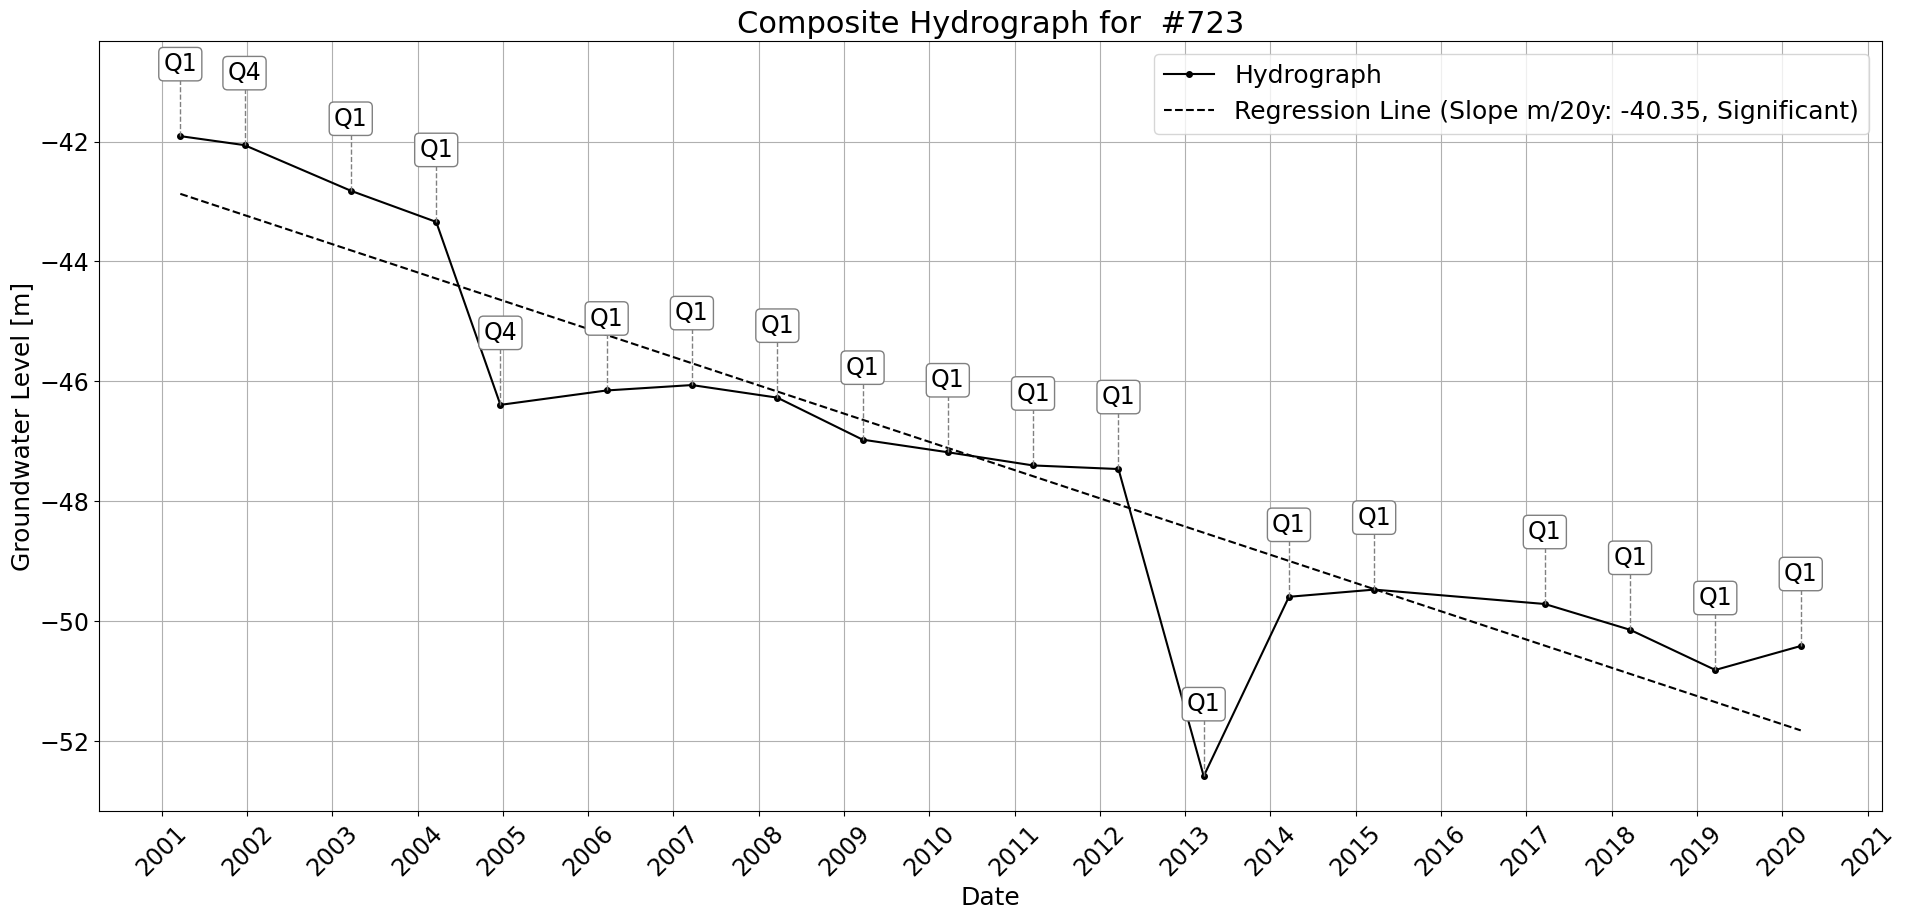 Composite Hydrograph for  #723
Hydrograph
Regression Line (Slope m/20y: -40.35, Significant)
Q1
Q4
Q1
Q1
Q4
Q1
Q1
Q1
Q1
Q1
Q1
Q1
Q1
Q1
Q1
Q1
Q1
Q1
Q1
Groundwater Level [m]
−42
−44
−46
−48
−50
−52
2001
2002
2003
2004
2005
2006
2007
2008
2009
2010
2011
2012
2013
2014
2015
2016
2017
2018
2019
2020
2021
Date